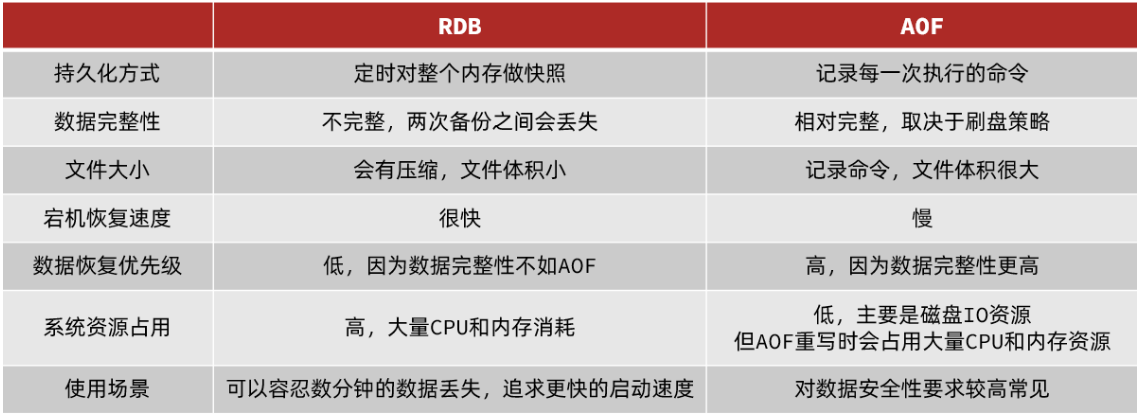 RDB AOF
持久化方式 定时对整个内存做快照 记录每一次执行的命令
数据完整性 不完整，两次备份之间会丢失 相对完整，取决于刷盘策略
文件大小 会有压缩，文件体积小 记录命令，文件体积很大
宕机恢复速度 很快 慢
数据恢复优先级 低，因为数据完整性不如AOF 高，因为数据完整性更高
系统资源占用 高，大量CPU和内存消耗 低，主要是磁盘IO资源
但AOF重写时会占用大量CPU和内存资源
使用场景 可以容忍数分钟的数据丢失，追求更快的启动速度 对数据安全性要求较高常见